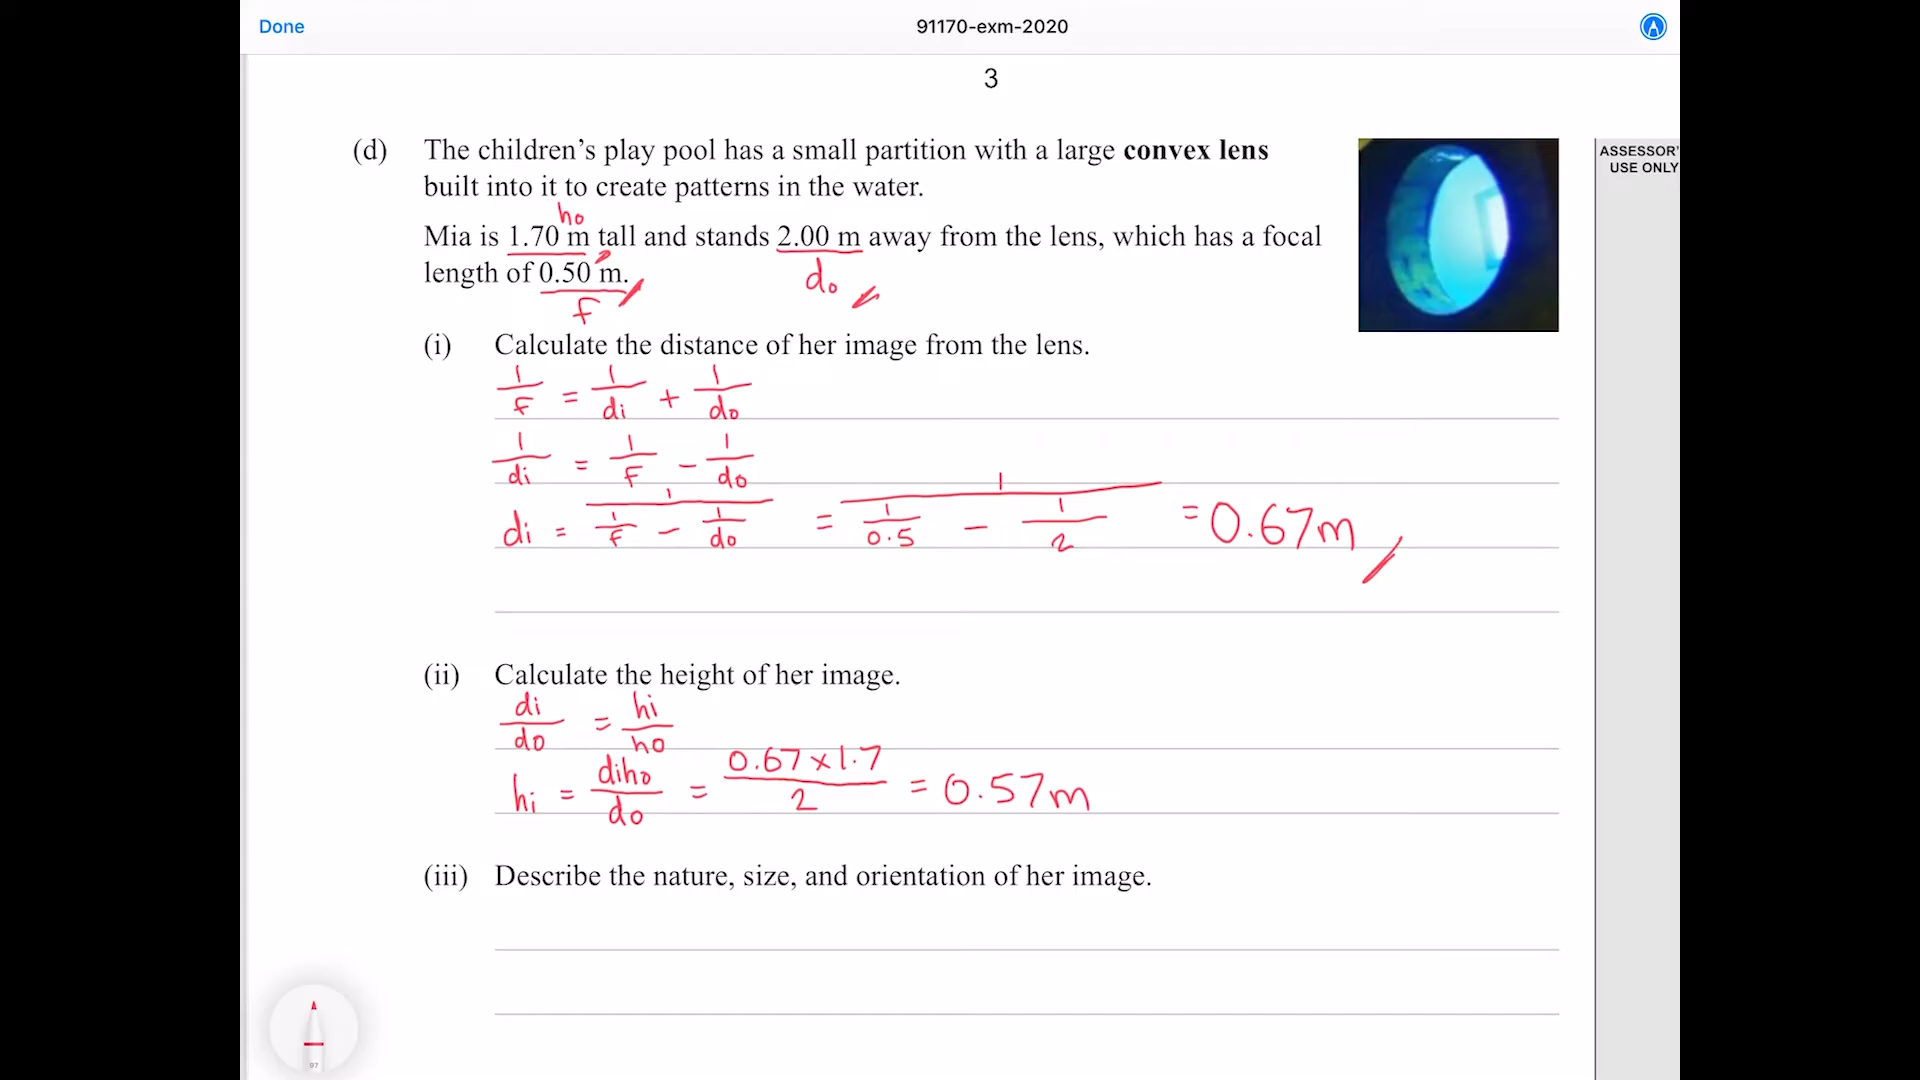 Done
91170-exm-2020
3
ASSESSOR'
USE ONLY
(d) The children's play pool has a small partition with a large convex lens
built into it to create patterns in the water.
ho
Mia is 1.70 m tall and stands 2.00 m away from the lens, which has a focal
length of 0.50 m.
do
f
(i) Calculate the distance of her image from the lens.
1/f = 1/di + 1/do
1/di = 1/f - 1/do
di = 1/(1/f - 1/do) = 1/(1/0.5 - 1/2) = 0.67m
(ii) Calculate the height of her image.
di/do = hi/ho
hi = diho/do = 0.67 x 1.7/2 = 0.57m
(iii) Describe the nature, size, and orientation of her image.
97